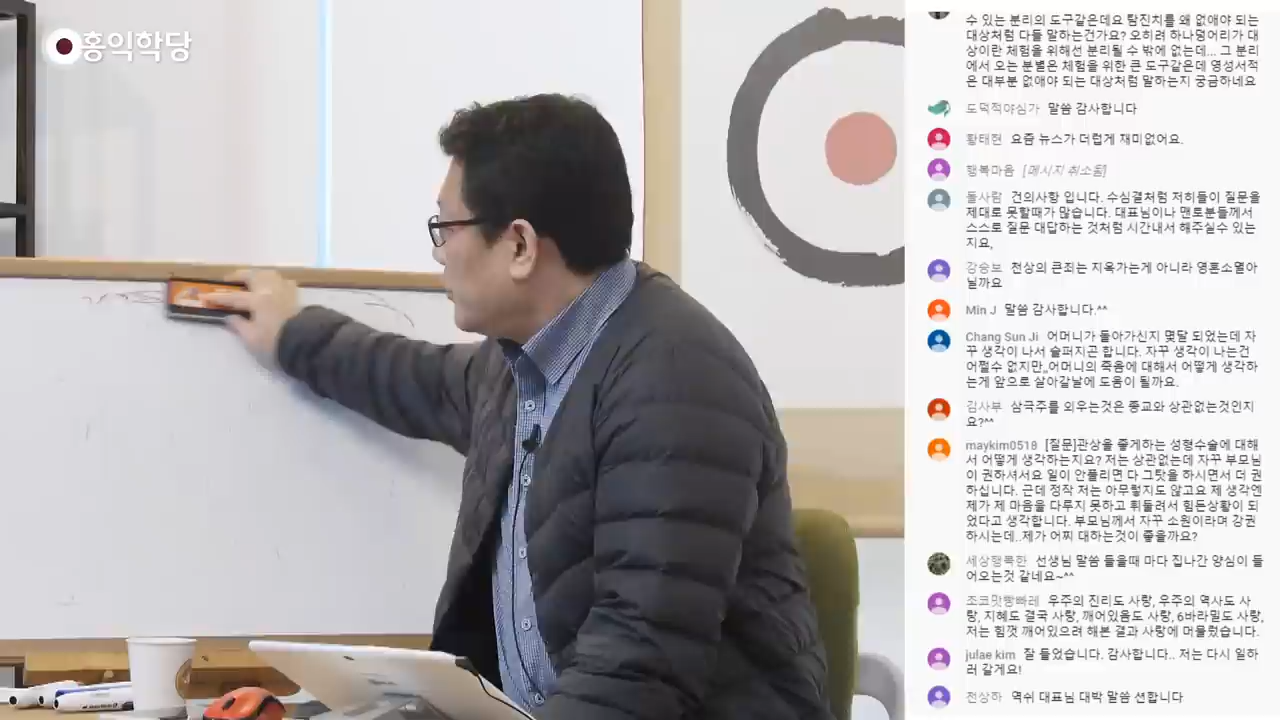 홍익학당
수 있는 분리의 도구같은데요 탐진치를 왜 없애야 되는
대상처럼 다들 말하는건가요? 오히려 하나덩어리가 대
상이란 체험을 위해선 분리될 수 밖에 없는데... 그 분리
에서 오는 분별은 체험을 위한 큰 도구같은데 영성서적
은 대부분 없애야 되는 대상처럼 말하는지 궁금하네요
도덕적야심가 말씀 감사합니다
황태현 요즘 뉴스가 더럽게 재미없어요.
행복마음 [메시지 취소됨]
돌사람 건의사항 입니다. 수심결처럼 저희들이 질문을
제대로 못할때가 많습니다. 대표님이나 맨토분들께서
스스로 질문 대답하는 것처럼 시간내서 해주실수 있는
지요,
강승보 전상의 큰죄는 지옥가는게 아니라 영혼소멸아
닐까요
Min J 말씀 감사합니다.^^
Chang Sun Ji 어머니가 돌아가신지 몇달 되었는데 자
꾸 생각이 나서 슬퍼지곤 합니다. 자꾸 생각이 나는건
어쩔수 없지만,,어머니의 죽음에 대해서 어떻게 생각하
는게 앞으로 살아갈날에 도움이 될까요.
김사부 삼극주를 외우는것은 종교와 상관없는것인지
요?^^
maykim0518 [질문]관상을 좋게하는 성형수술에 대해
서 어떻게 생각하는지요? 저는 상관없는데 자꾸 부모님
이 권하셔서요 일이 안풀리면 다 그탓을 하시면서 더 권
하십니다. 근데 정작 저는 아무렇지도 않고요 제 생각엔
제가 제 마음을 다루지 못하고 휘둘려서 힘든상황이 되
었다고 생각합니다. 부모님께서 자꾸 소원이라며 강권
하시는데..제가 어찌 대하는것이 좋을까요?
세상행복한 선생님 말씀 들을때 마다 집나간 양심이 들
어오는것 같네요~^^
조코맛빵빠레 우주의 진리도 사랑, 우주의 역사도 사
랑, 지혜도 결국 사랑, 깨어있음도 사랑, 6바라밀도 사랑,
저는 힘껏 깨어있으려 해본 결과 사랑에 머물렀습니다.
julae kim 잘 들었습니다. 감사합니다.. 저는 다시 일하
러 갈게요!
전상하 역쉬 대표님 대박 말씀 션합니다